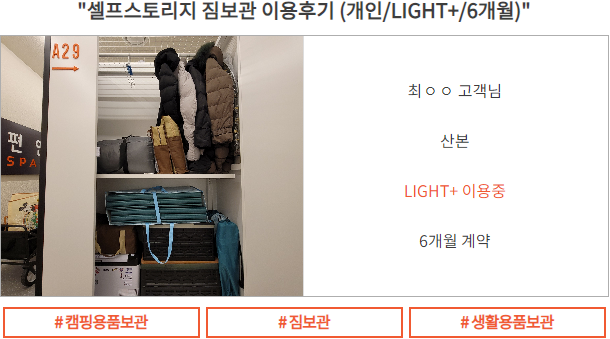 "셀프스토리지 짐보관 이용후기 (개인/LIGHT+/6개월)"
A29
편
SPA
최ㅇㅇ 고객님
산본
LIGHT+ 이용중
6개월 계약
#캠핑용품보관
#짐보관
#생활용품보관